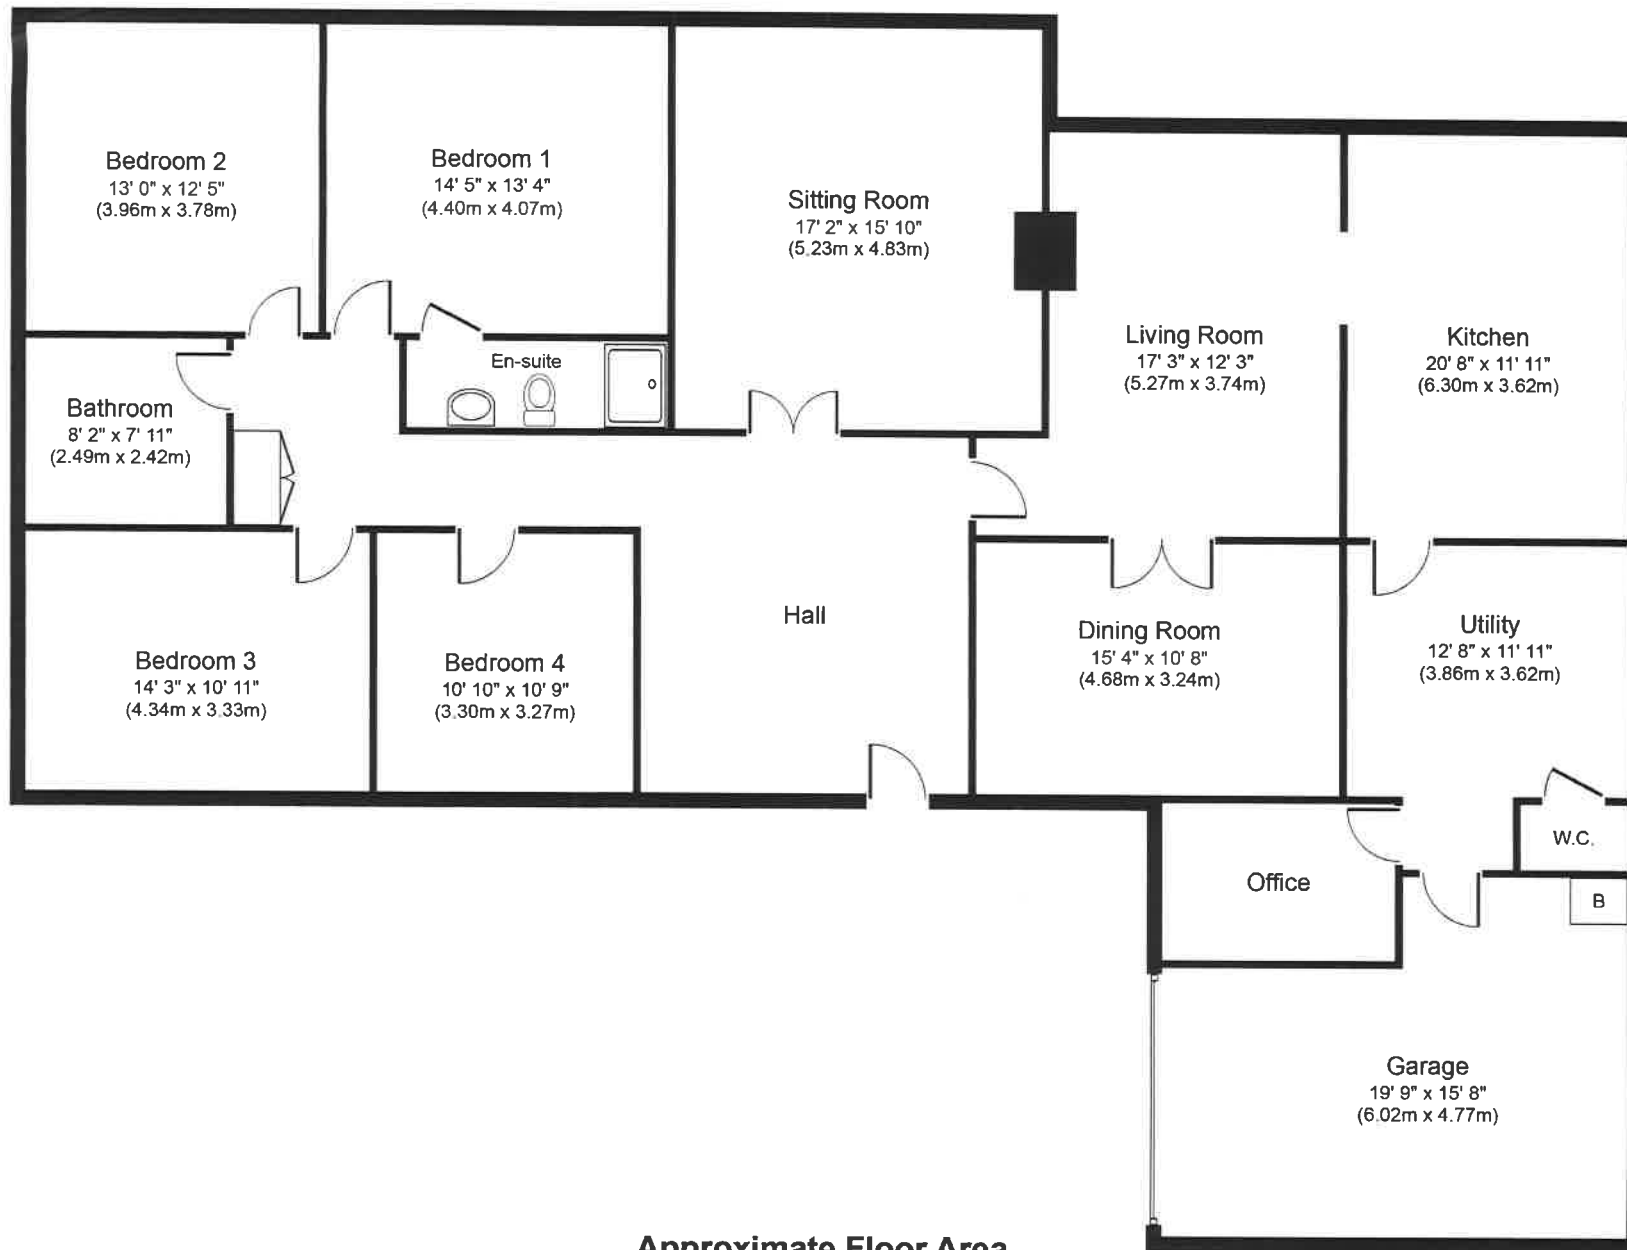 Bedroom 2
13' 0" x 12' 5"
(3.96m x 3.78m)
Bedroom 1
14' 5" x 13' 4"
(4.40m x 4.07m)
Sitting Room
17' 2" x 15' 10"
(5.23m x 4.83m)
Living Room
17' 3" x 12' 3"
(5.27m x 3.74m)
Kitchen
20' 8" x 11' 11"
(6.30m x 3.62m)
En-suite
Bathroom
8' 2" x 7' 11"
(2.49m x 2.42m)
Bedroom 3
14' 3" x 10' 11"
(4.34m x 3.33m)
Bedroom 4
10' 10" x 10' 9"
(3.30m x 3.27m)
Hall
Dining Room
15' 4" x 10' 8"
(4.68m x 3.24m)
Utility
12' 8" x 11' 11"
(3.86m x 3.62m)
W.C.
Office
B
Garage
19' 9" x 15' 8"
(6.02m x 4.77m)
Approximate Floor Area